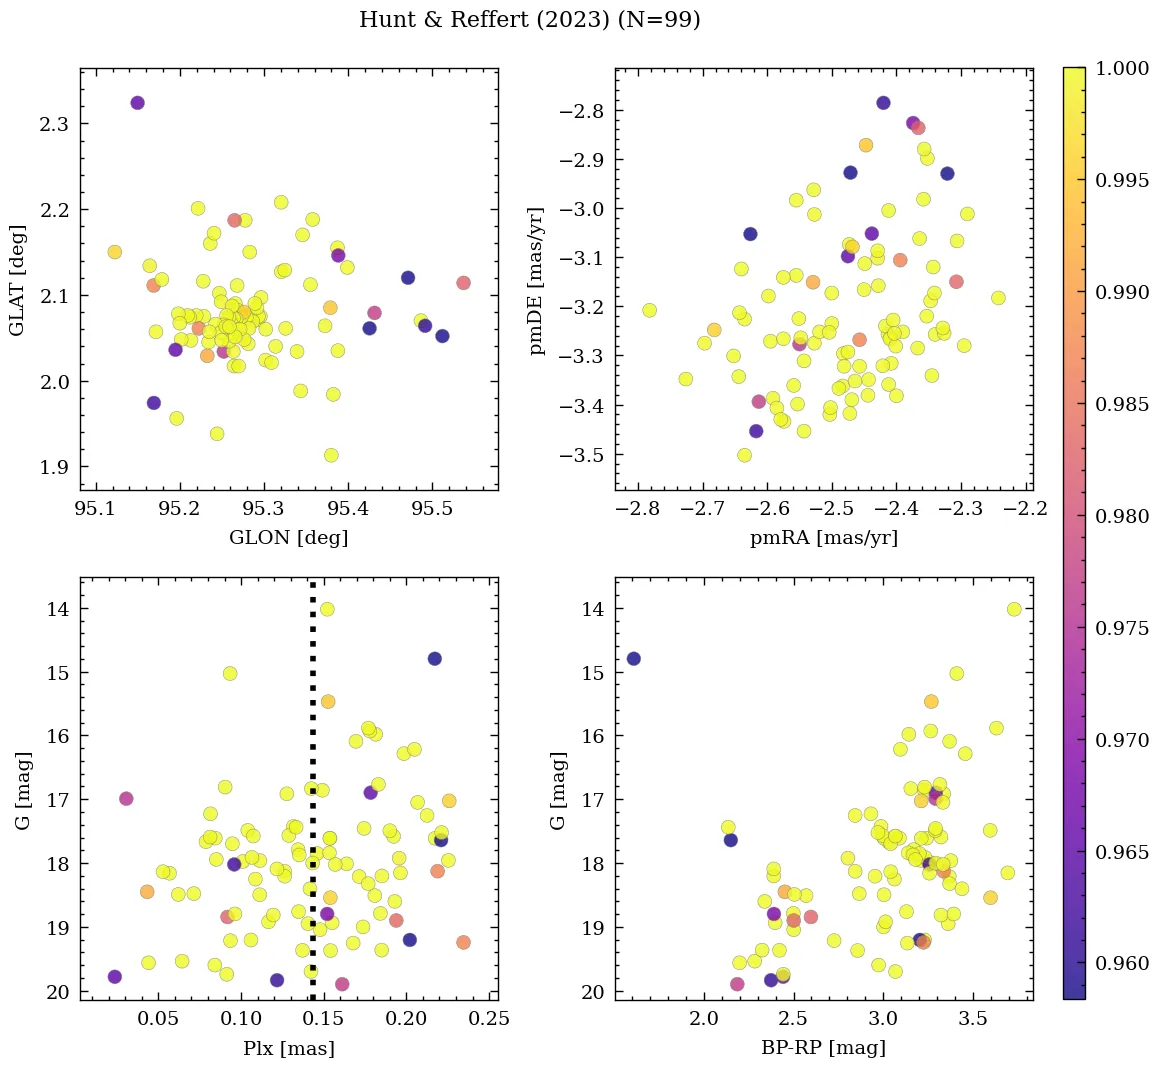 Hunt & Reffert (2023) (N=99)
2.3
2.2
2.1
2.0
1.9
GLAT [deg]
95.1 95.2 95.3 95.4 95.5
GLON [deg]
−2.8
−2.9
−3.0
−3.1
−3.2
−3.3
−3.4
−3.5
pmDE [mas/yr]
−2.8 −2.7 −2.6 −2.5 −2.4 −2.3 −2.2
pmRA [mas/yr]
14
15
16
17
18
19
20
G [mag]
0.05 0.10 0.15 0.20 0.25
Plx [mas]
14
15
16
17
18
19
20
G [mag]
2.0 2.5 3.0 3.5
BP-RP [mag]
1.000
0.995
0.990
0.985
0.980
0.975
0.970
0.965
0.960